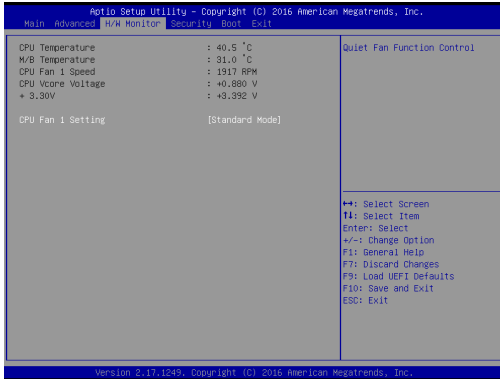 Aptio Setup Utility – Copyright (C) 2016 American Megatrends, Inc.
Main Advanced H/W Monitor Security Boot Exit
CPU Temperature : 40.5 °C
M/B Temperature : 31.0 °C
CPU Fan 1 Speed : 1917 RPM
CPU Vcore Voltage : +0.880 V
+ 3.30V : +3.392 V
CPU Fan 1 Setting [Standard Mode]
Quiet Fan Function Control
↔: Select Screen
↑↓: Select Item
Enter: Select
+/-: Change Option
F1: General Help
F7: Discard Changes
F9: Load UEFI Defaults
F10: Save and Exit
ESC: Exit
Version 2.17.1249. Copyright (C) 2016 American Megatrends, Inc.